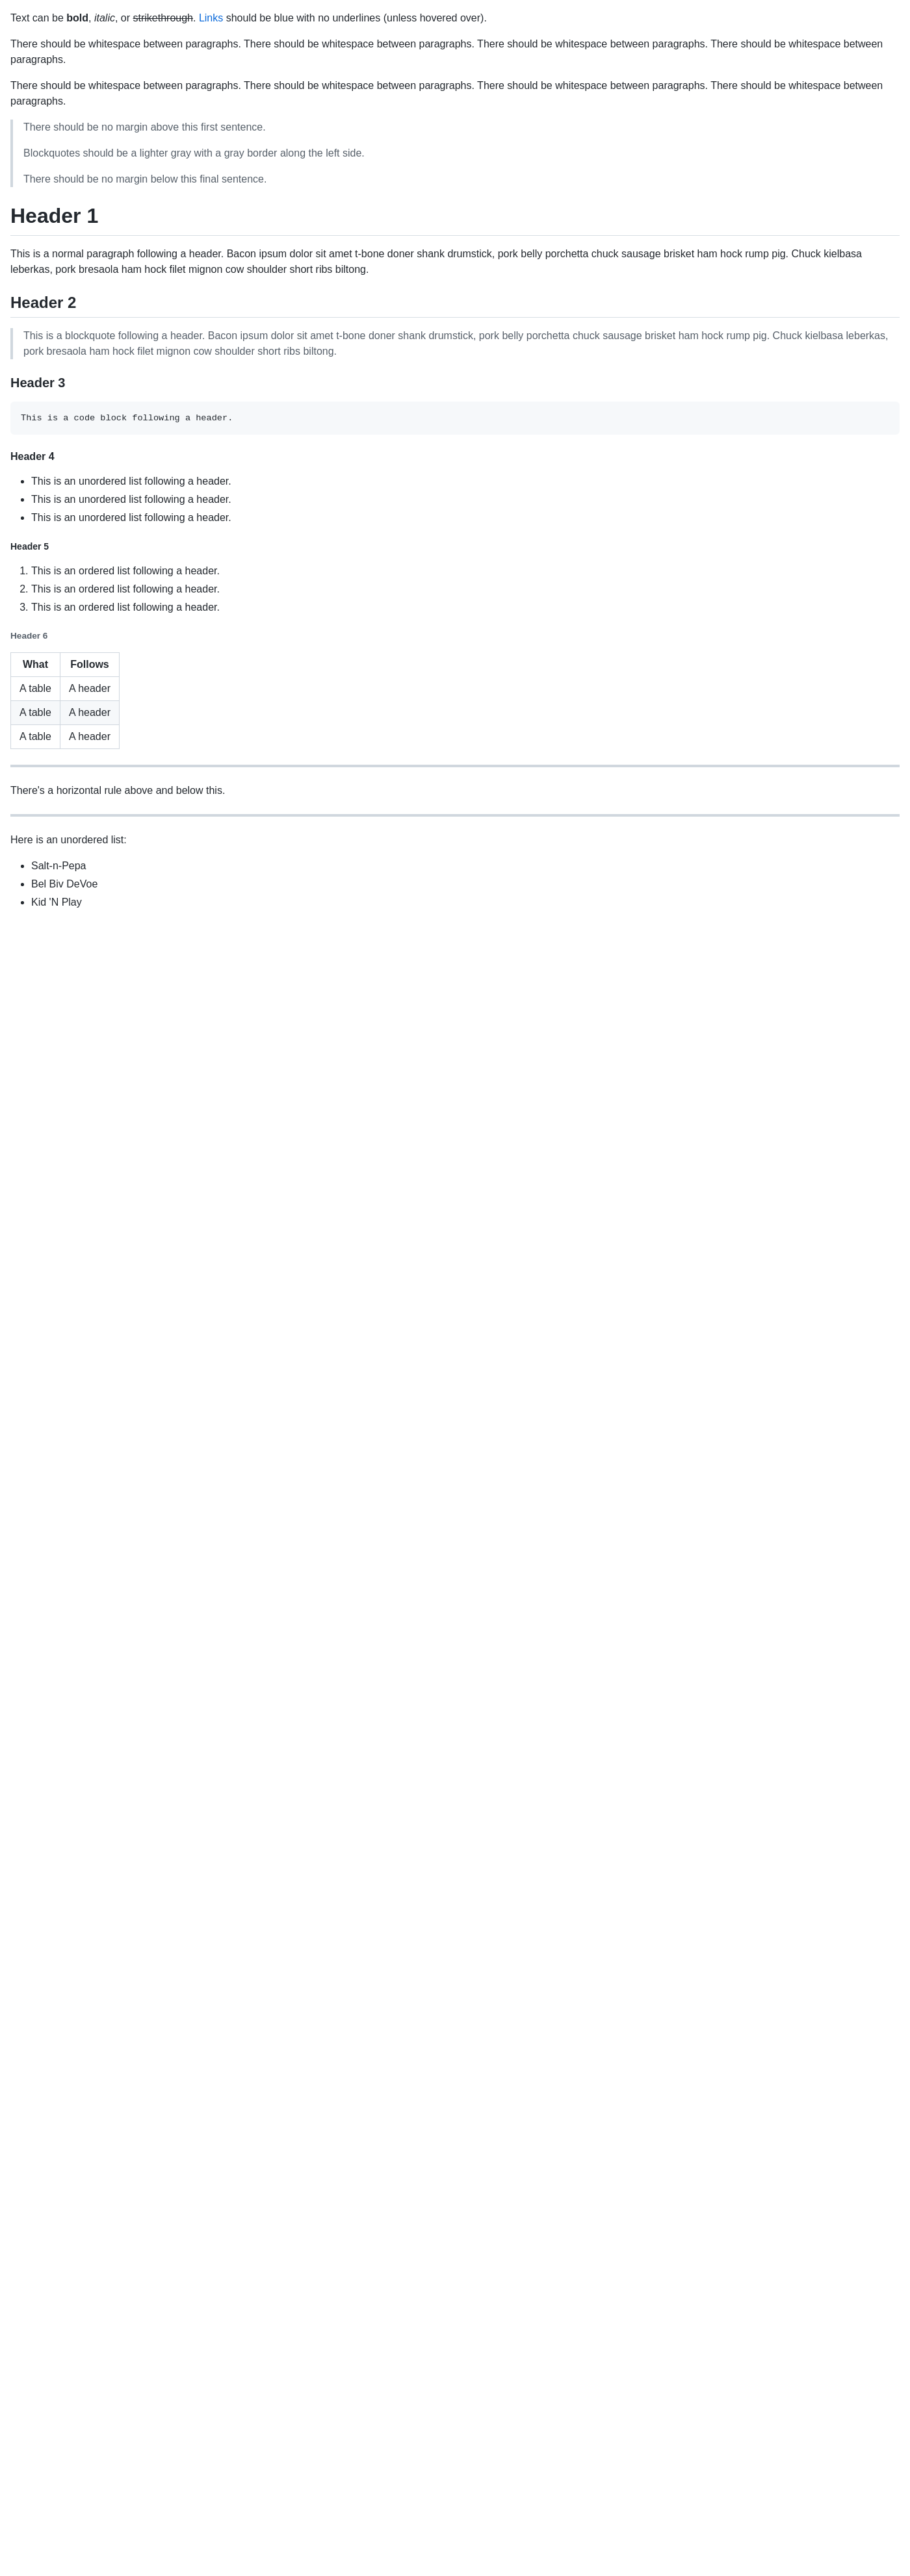 Text can be bold, italic, or strikethrough. Links should be blue with no underlines (unless hovered over).
There should be whitespace between paragraphs. There should be whitespace between paragraphs. There should be whitespace between paragraphs. There should be whitespace between
paragraphs.
There should be whitespace between paragraphs. There should be whitespace between paragraphs. There should be whitespace between paragraphs. There should be whitespace between
paragraphs.
There should be no margin above this first sentence.
Blockquotes should be a lighter gray with a gray border along the left side.
There should be no margin below this final sentence.
Header 1
This is a normal paragraph following a header. Bacon ipsum dolor sit amet t-bone doner shank drumstick, pork belly porchetta chuck sausage brisket ham hock rump pig. Chuck kielbasa
leberkas, pork bresaola ham hock filet mignon cow shoulder short ribs biltong.
Header 2
This is a blockquote following a header. Bacon ipsum dolor sit amet t-bone doner shank drumstick, pork belly porchetta chuck sausage brisket ham hock rump pig. Chuck kielbasa leberkas,
pork bresaola ham hock filet mignon cow shoulder short ribs biltong.
Header 3
This is a code block following a header.
Header 4
• This is an unordered list following a header.
• This is an unordered list following a header.
• This is an unordered list following a header.
Header 5
1. This is an ordered list following a header.
2. This is an ordered list following a header.
3. This is an ordered list following a header.
Header 6
What Follows
A table A header
A table A header
A table A header
There's a horizontal rule above and below this.
Here is an unordered list:
• Salt-n-Pepa
• Bel Biv DeVoe
• Kid 'N Play